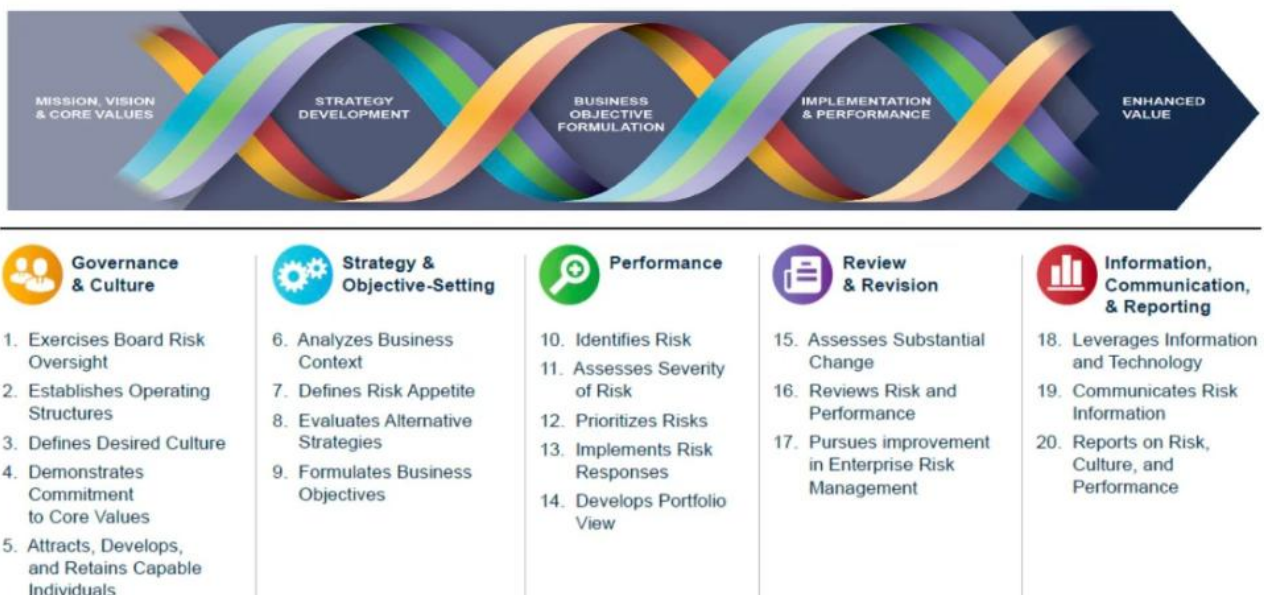 MISSION, VISION
& CORE VALUES
STRATEGY
DEVELOPMENT
BUSINESS
OBJECTIVE
FORMULATION
IMPLEMENTATION
& PERFORMANCE
ENHANCED
VALUE
Governance
& Culture
1. Exercises Board Risk
Oversight
2. Establishes Operating
Structures
3. Defines Desired Culture
4. Demonstrates
Commitment
to Core Values
5. Attracts, Develops,
and Retains Capable
Individuals
Strategy &
Objective-Setting
6. Analyzes Business
Context
7. Defines Risk Appetite
8. Evaluates Alternative
Strategies
9. Formulates Business
Objectives
Performance
10. Identifies Risk
11. Assesses Severity
of Risk
12. Prioritizes Risks
13. Implements Risk
Responses
14. Develops Portfolio
View
Review
& Revision
15. Assesses Substantial
Change
16. Reviews Risk and
Performance
17. Pursues improvement
in Enterprise Risk
Management
Information,
Communication,
& Reporting
18. Leverages Information
and Technology
19. Communicates Risk
Information
20. Reports on Risk,
Culture, and
Performance